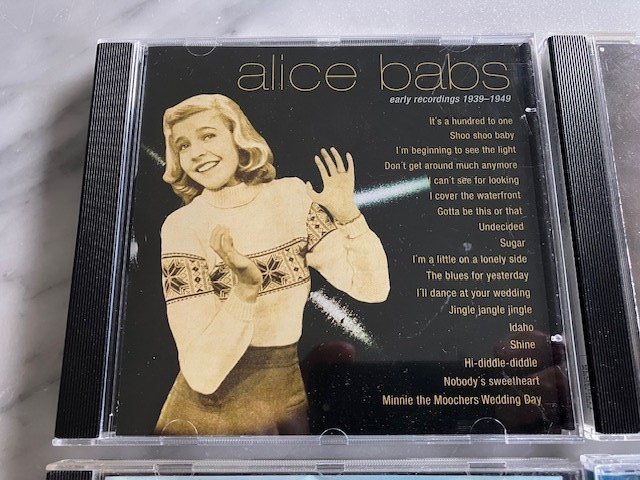 alice babs
early recordings 1939–1949
It's a hundred to one
Shoo shoo baby
I'm beginning to see the light
Don't get around much anymore
I can't see for looking
I cover the waterfront
Gotta be this or that
Undecided
Sugar
I'm a little on a lonely side
The blues for yesterday
I'll dance at your wedding
Jingle jangle jingle
Idaho
Shine
Hi-diddle-diddle
Nobody's sweetheart
Minnie the Moochers Wedding Day